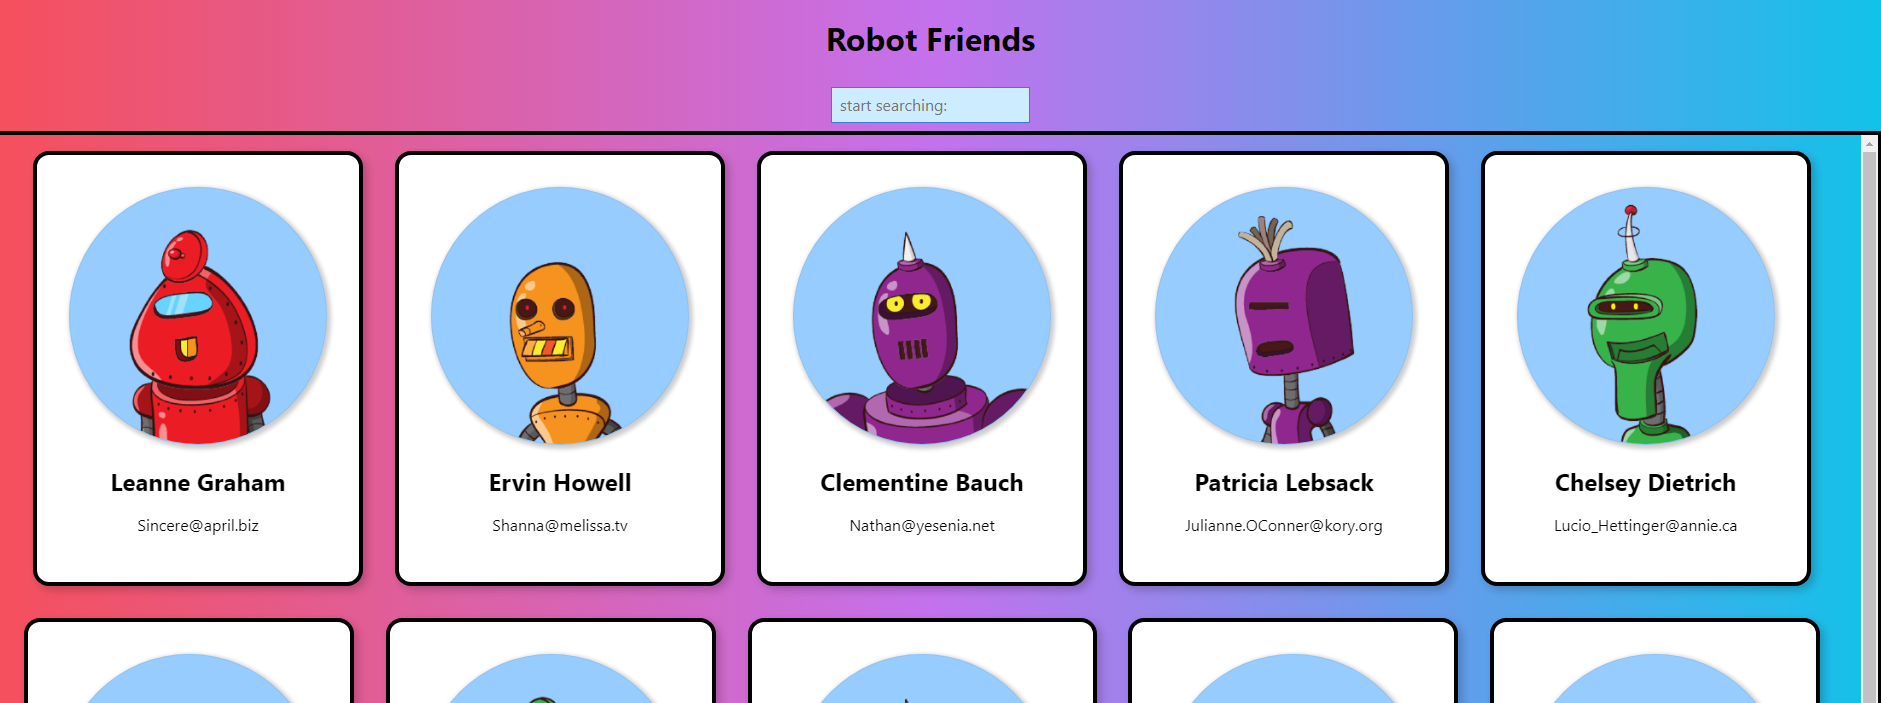 Robot Friends
start searching:
Leanne Graham
Sincere@april.biz
Ervin Howell
Shanna@melissa.tv
Clementine Bauch
Nathan@yesenia.net
Patricia Lebsack
Julianne.OConner@kory.org
Chelsey Dietrich
Lucio_Hettinger@annie.ca